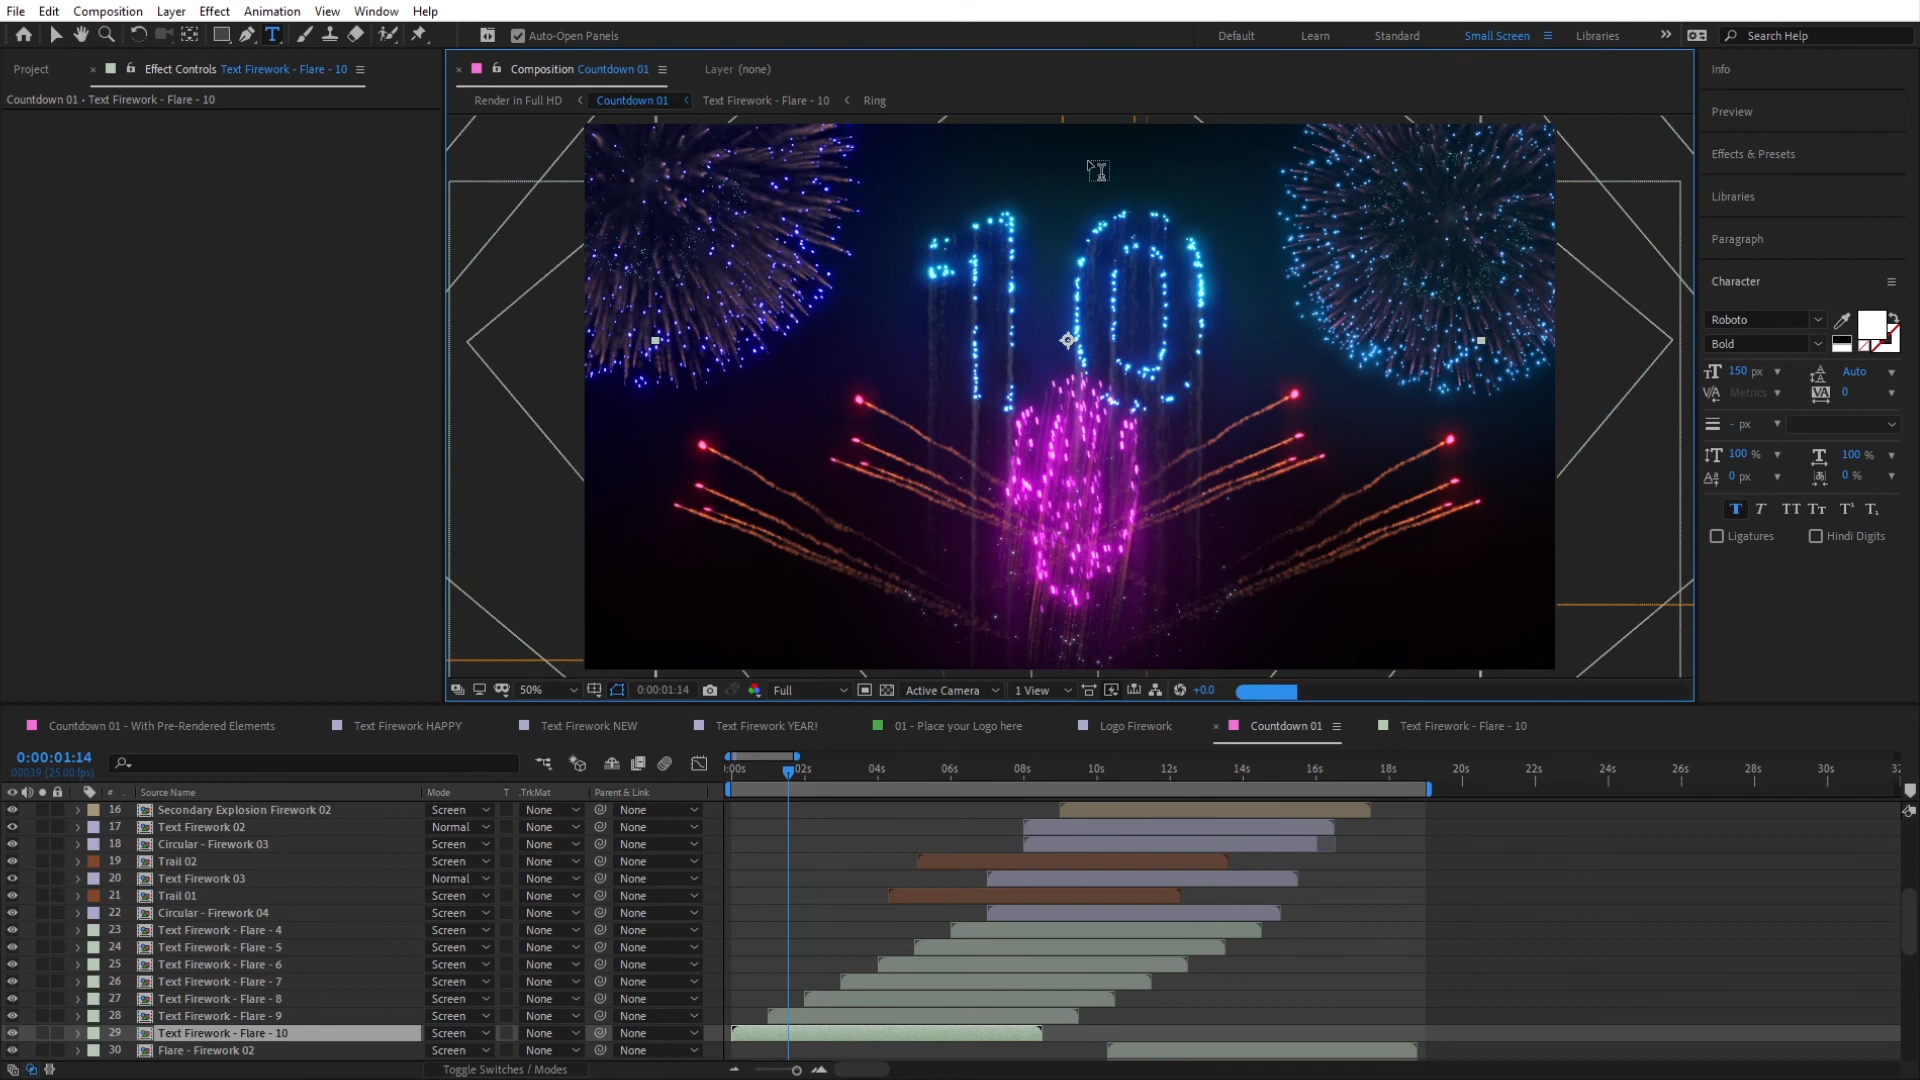 File Edit Composition Layer Effect Animation View Window Help
Auto-Open Panels Default Learn Standard Small Screen Libraries Search Help
Project Effect Controls Text Firework - Flare - 10
Countdown 01 • Text Firework - Flare - 10
Composition Countdown 01 Layer (none)
Render in Full HD Countdown 01 Text Firework - Flare - 10 Ring
10
Info
Preview
Effects & Presets
Libraries
Paragraph
Character
Roboto
Bold
150 px Auto
Metrics 0
- px
100 % 100 %
0 px 0 %
T T TT Tt T¹ T₁
Ligatures Hindi Digits
50% 0:00:01:14 Full Active Camera 1 View +0.0
Countdown 01 - With Pre-Rendered Elements Text Firework HAPPY Text Firework NEW Text Firework YEAR! 01 - Place your Logo here Logo Firework Countdown 01 Text Firework - Flare - 10
0:00:01:14
00039 (25.00 fps)
:00s 02s 04s 06s 08s 10s 12s 14s 16s 18s 20s 22s 24s 26s 28s 30s 32
# Source Name Mode T .TrkMat Parent & Link
16 Secondary Explosion Firework 02 Screen None None
17 Text Firework 02 Normal None None
18 Circular - Firework 03 Screen None None
19 Trail 02 Screen None None
20 Text Firework 03 Normal None None
21 Trail 01 Screen None None
22 Circular - Firework 04 Screen None None
23 Text Firework - Flare - 4 Screen None None
24 Text Firework - Flare - 5 Screen None None
25 Text Firework - Flare - 6 Screen None None
26 Text Firework - Flare - 7 Screen None None
27 Text Firework - Flare - 8 Screen None None
28 Text Firework - Flare - 9 Screen None None
29 Text Firework - Flare - 10 Screen None None
30 Flare - Firework 02 Screen None None
Toggle Switches / Modes